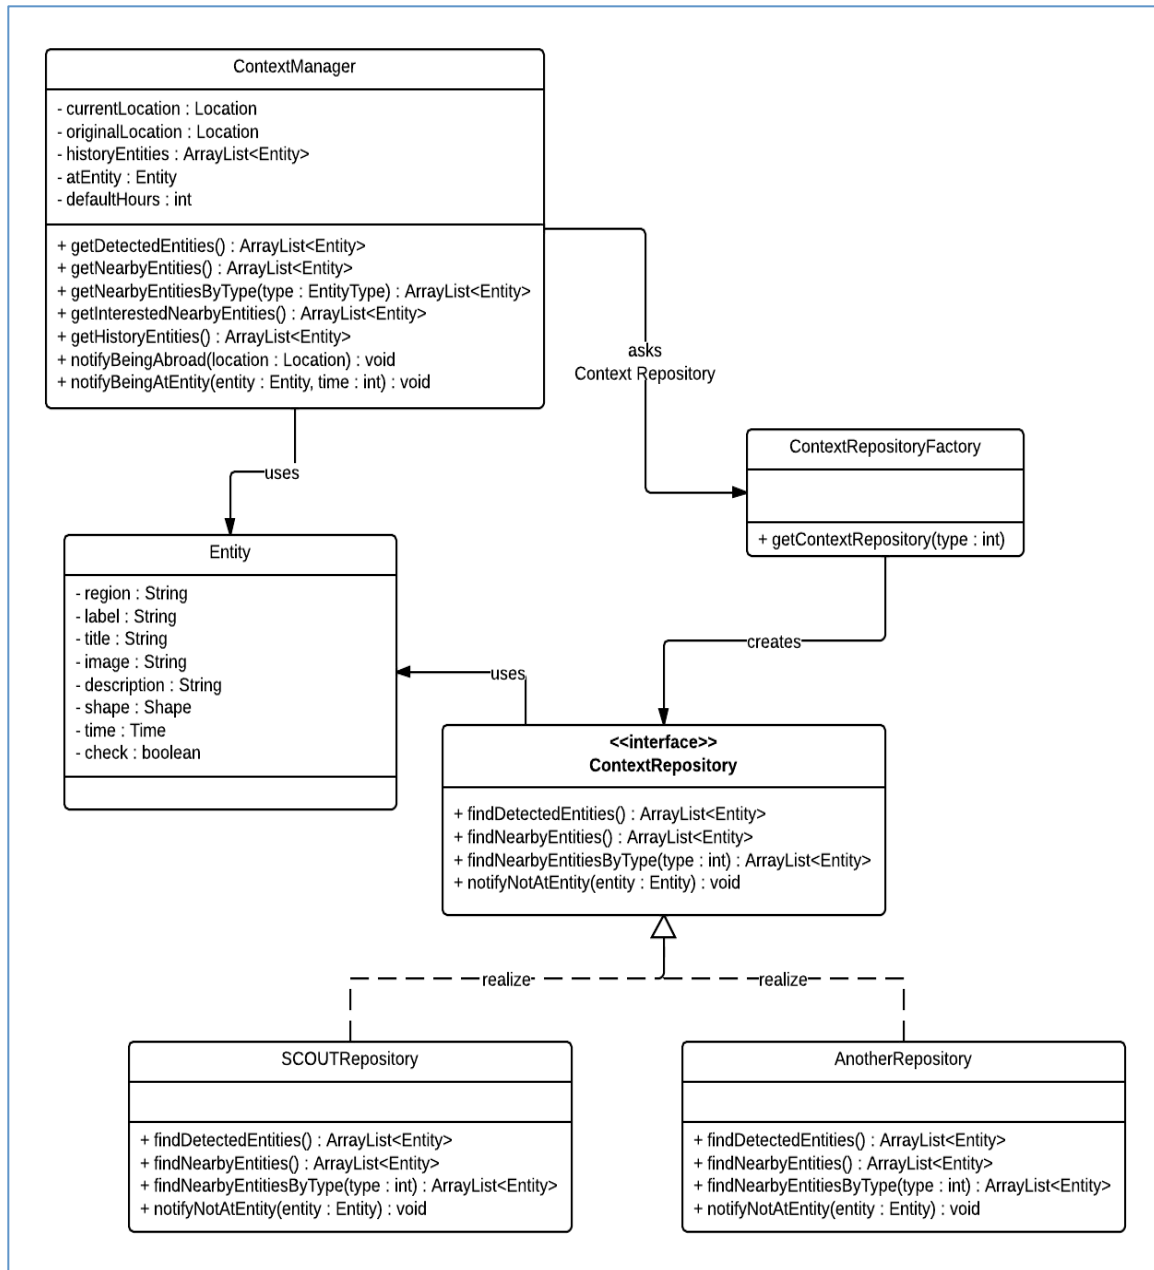 ContextManager
- currentLocation : Location
- originalLocation : Location
- historyEntities : ArrayList<Entity>
- atEntity : Entity
- defaultHours : int
+ getDetectedEntities() : ArrayList<Entity>
+ getNearbyEntities() : ArrayList<Entity>
+ getNearbyEntitiesByType(type : EntityType) : ArrayList<Entity>
+ getInterestedNearbyEntities() : ArrayList<Entity>
+ getHistoryEntities() : ArrayList<Entity>
+ notifyBeingAbroad(location : Location) : void
+ notifyBeingAtEntity(entity : Entity, time : int) : void
asks
Context Repository
ContextRepositoryFactory
+ getContextRepository(type : int)
uses
Entity
- region : String
- label : String
- title : String
- image : String
- description : String
- shape : Shape
- time : Time
- check : boolean
creates
uses
<<interface>>
ContextRepository
+ findDetectedEntities() : ArrayList<Entity>
+ findNearbyEntities() : ArrayList<Entity>
+ findNearbyEntitiesByType(type : int) : ArrayList<Entity>
+ notifyNotAtEntity(entity : Entity) : void
realize
realize
SCOUTRepository
+ findDetectedEntities() : ArrayList<Entity>
+ findNearbyEntities() : ArrayList<Entity>
+ findNearbyEntitiesByType(type : int) : ArrayList<Entity>
+ notifyNotAtEntity(entity : Entity) : void
AnotherRepository
+ findDetectedEntities() : ArrayList<Entity>
+ findNearbyEntities() : ArrayList<Entity>
+ findNearbyEntitiesByType(type : int) : ArrayList<Entity>
+ notifyNotAtEntity(entity : Entity) : void